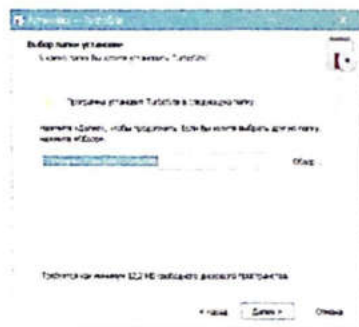 Установка — TurboSite
Выбор папки установки
В какую папку Вы хотите установить TurboSite?
Программа установит TurboSite в следующую папку.
Нажмите «Далее», чтобы продолжить. Если Вы хотите выбрать другую папку,
нажмите «Обзор».
Обзор...
Требуется как минимум 12,2 Мб свободного дискового пространства.
< Назад
Далее >
Отмена